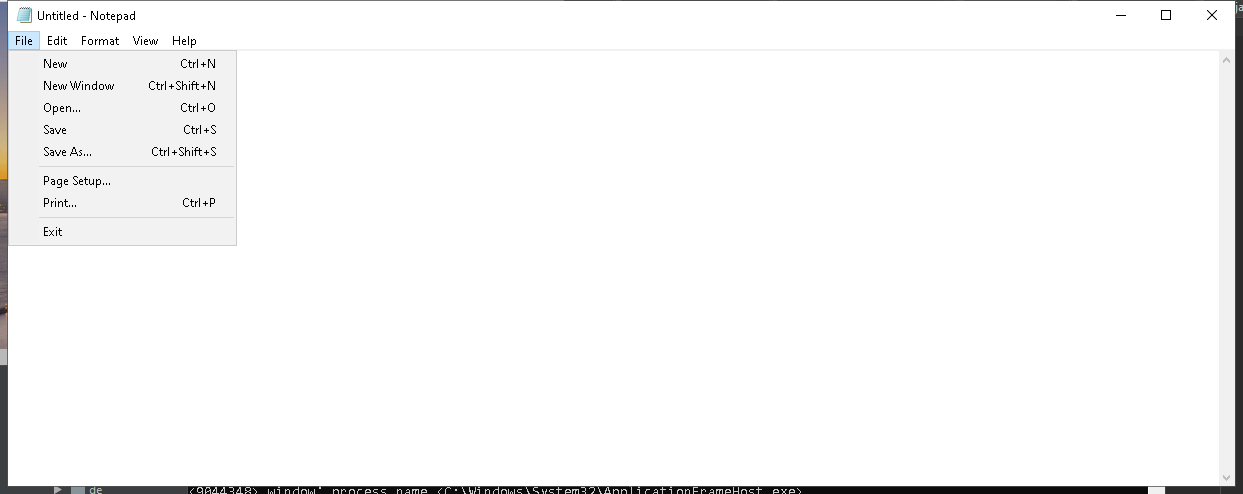 Untitled - Notepad
File Edit Format View Help
New Ctrl+N
New Window Ctrl+Shift+N
Open... Ctrl+O
Save Ctrl+S
Save As... Ctrl+Shift+S
Page Setup...
Print... Ctrl+P
Exit
de <9044348> window' process name <C:\Windows\System32\ApplicationFrameHost.exe>